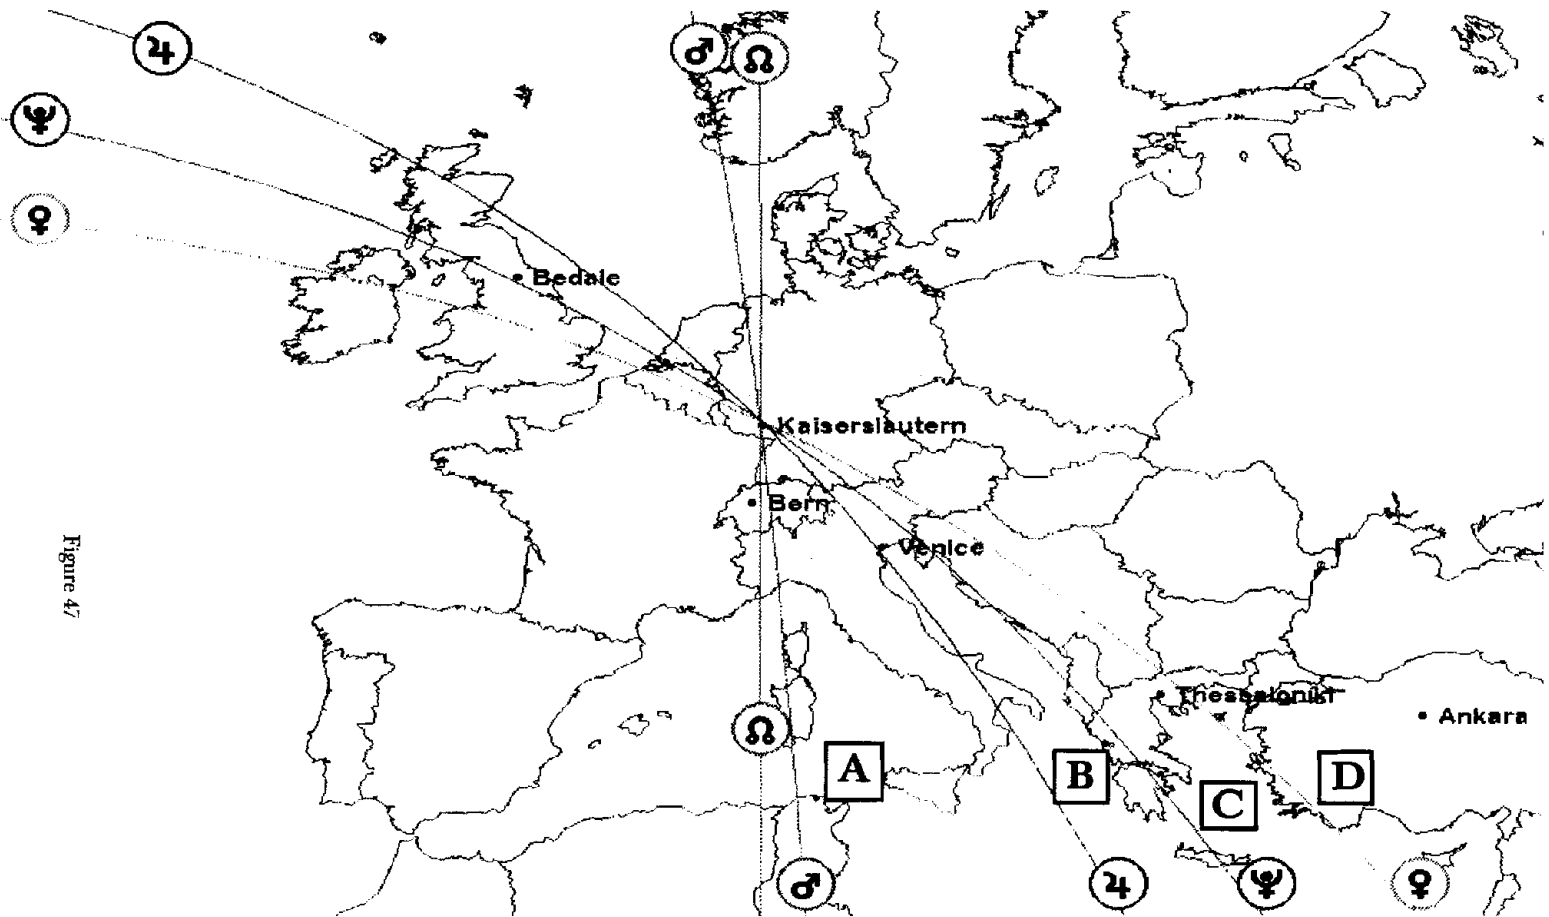 ♃
♂
☊
♇
♀
Bedale
Kaiserslautern
Bern
Venice
Figure 47
Thessaloniki
Ankara
☊
A
B
C
D
♂
♃
♇
♀